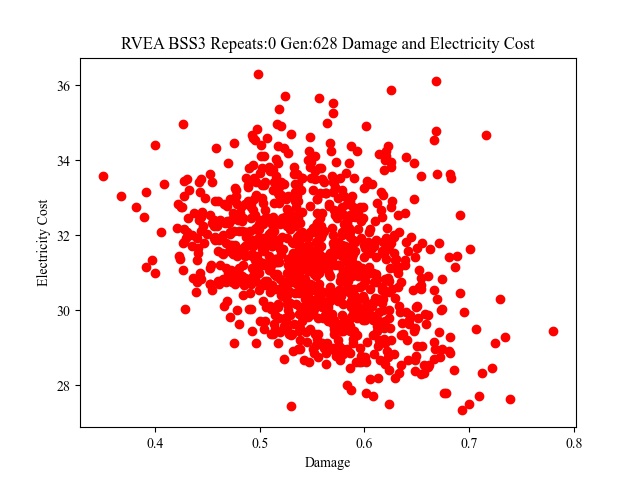 RVEA BSS3 Repeats:0 Gen:628 Damage and Electricity Cost
36
34
32
30
28
Electricity Cost
0.4 0.5 0.6 0.7 0.8
Damage